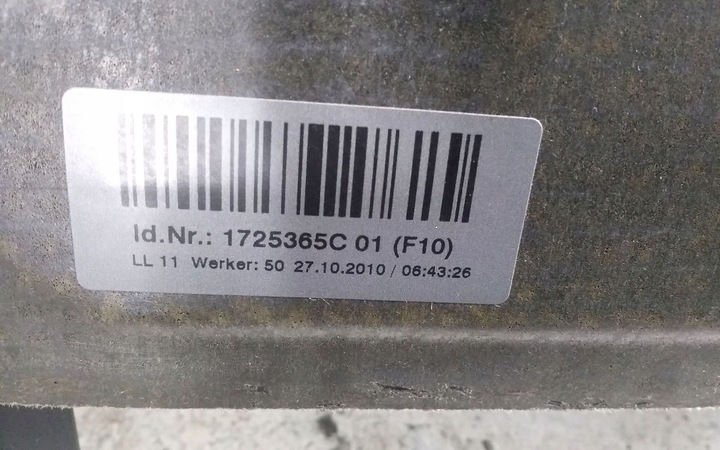 Id.Nr.: 1725365C 01 (F10)
LL 11 Werker: 50 27.10.2010 / 06:43:26